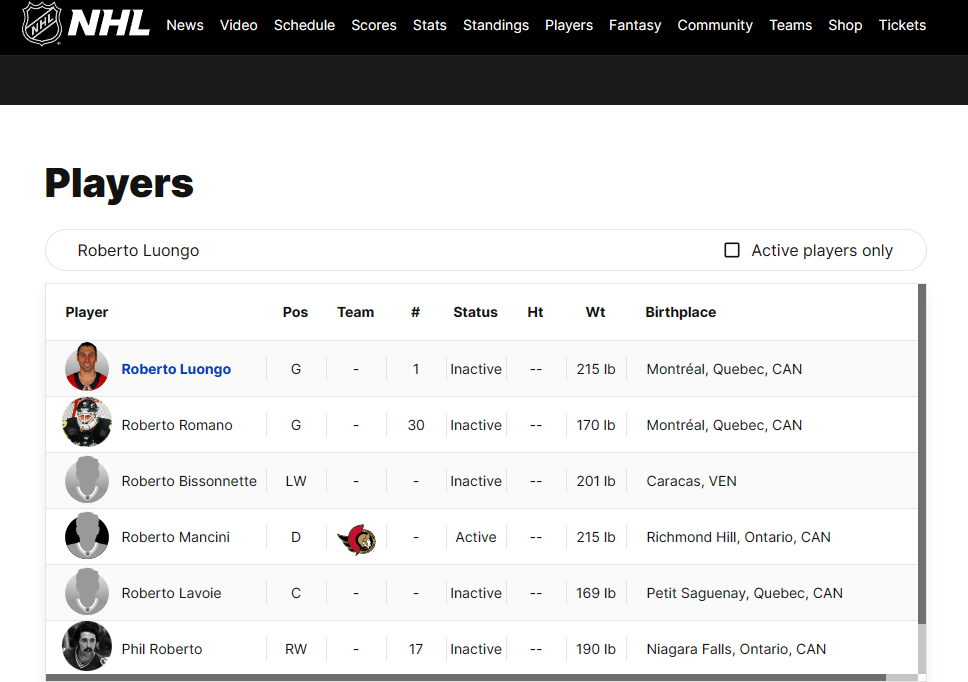 NHL NHL News Video Schedule Scores Stats Standings Players Fantasy Community Teams Shop Tickets
Players
Roberto Luongo Active players only
Player Pos Team # Status Ht Wt Birthplace
Roberto Luongo G - 1 Inactive -- 215 lb Montréal, Quebec, CAN
Roberto Romano G - 30 Inactive -- 170 lb Montréal, Quebec, CAN
Roberto Bissonnette LW - - Inactive -- 201 lb Caracas, VEN
Roberto Mancini D - Active -- 215 lb Richmond Hill, Ontario, CAN
Roberto Lavoie C - - Inactive -- 169 lb Petit Saguenay, Quebec, CAN
Phil Roberto RW - 17 Inactive -- 190 lb Niagara Falls, Ontario, CAN